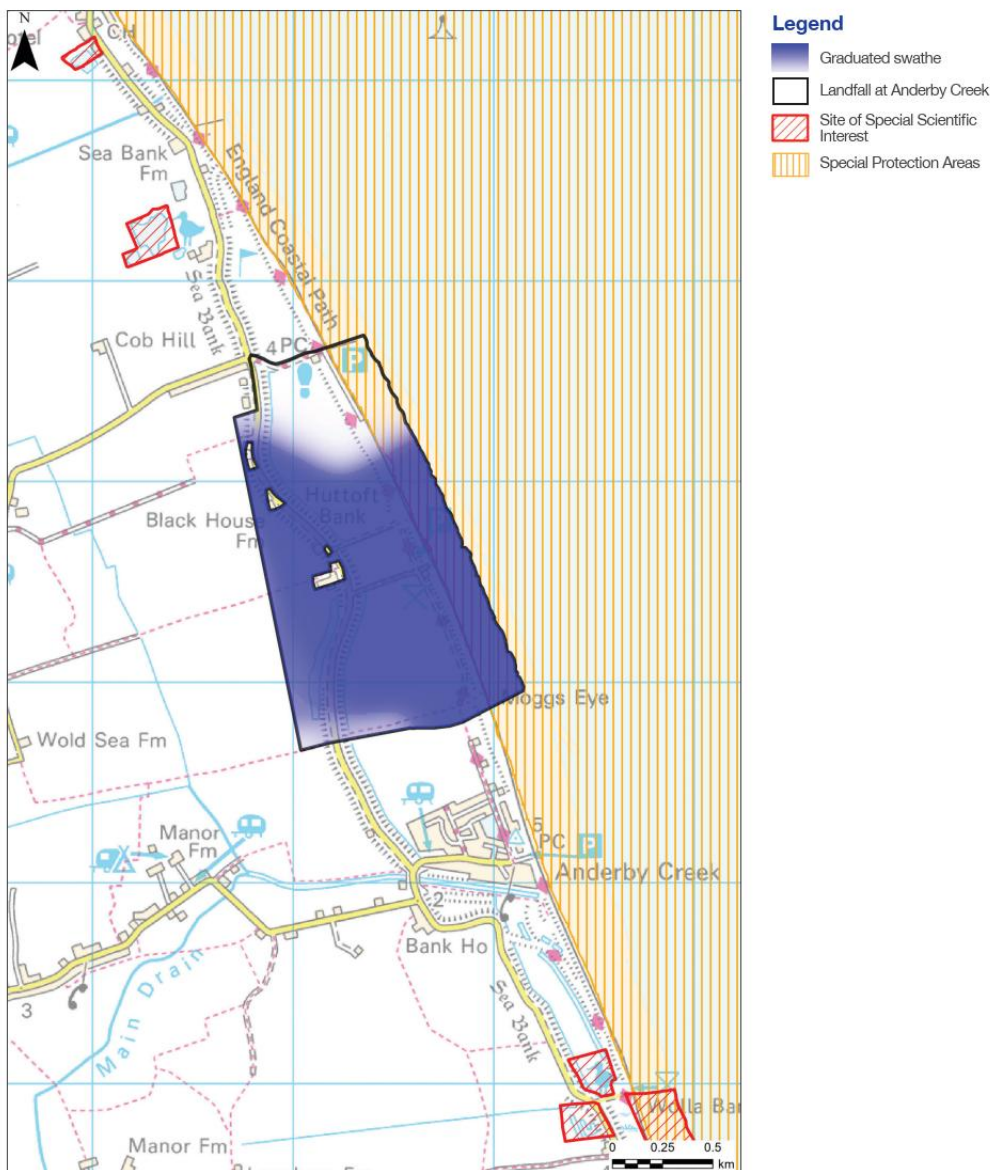 N
CH
Sea Bank
Fm
England Coastal Path
Sea Bank
Cob Hill
4
PC
P
Huttoft
Bank
Black House
Fm
Moggs Eye
Wold Sea Fm
Manor
Fm
5
PC
P
Anderby Creek
2
Bank Ho
Main Drain
3
Sea Bank
Manor Fm
0 0.25 0.5
km
Legend
Graduated swathe
Landfall at Anderby Creek
Site of Special Scientific
Interest
Special Protection Areas